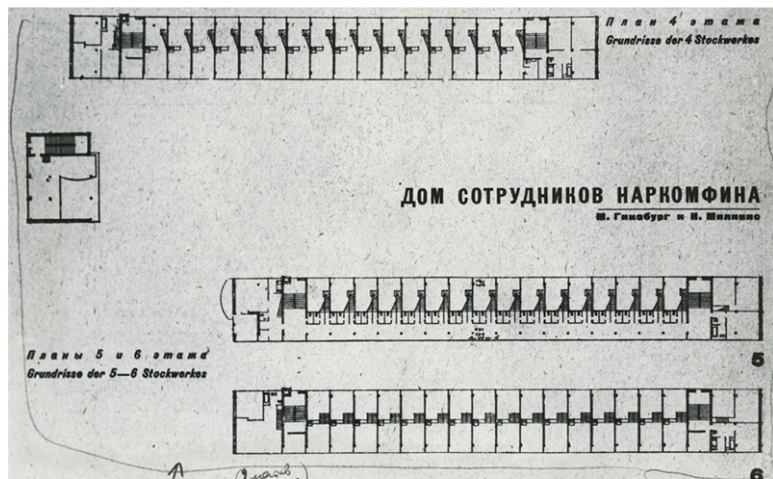 План 4 этажа
Grundrisse der 4 Stockwerkes
ДОМ СОТРУДНИКОВ НАРКОМФИНА
М. Гинзбург и И. Милинис
5
Планы 5 и 6 этажа
Grundrisse der 5—6 Stockwerkes
6